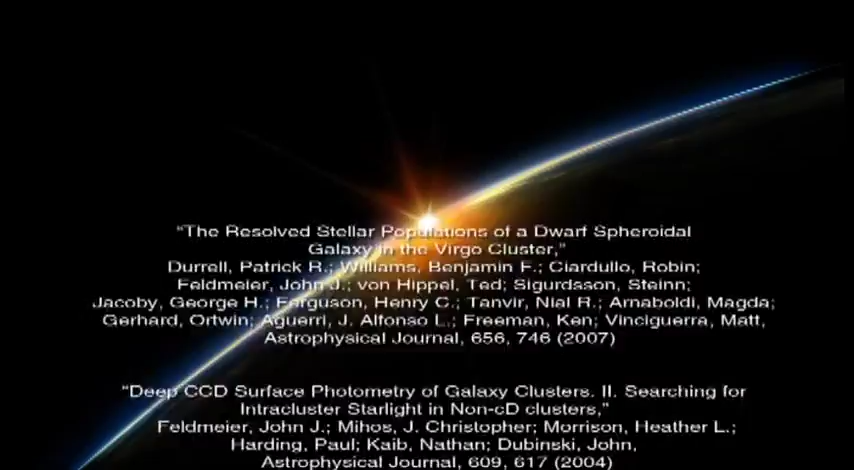 "The Resolved Stellar Populations of a Dwarf Spheroidal
Galaxy in the Virgo Cluster,"
Durrell, Patrick R.; Williams, Benjamin F.; Ciardullo, Robin;
Feldmeier, John J.; von Hippel, Ted; Sigurdsson, Steinn;
Jacoby, George H.; Ferguson, Henry C.; Tanvir, Nial R.; Arnaboldi, Magda;
Gerhard, Ortwin; Aguerri, J. Alfonso L.; Freeman, Ken; Vinciguerra, Matt,
Astrophysical Journal, 656, 746 (2007)
"Deep CCD Surface Photometry of Galaxy Clusters. II. Searching for
Intracluster Starlight in Non-cD clusters,"
Feldmeier, John J.; Mihos, J. Christopher; Morrison, Heather L.;
Harding, Paul; Kaib, Nathan; Dubinski, John,
Astrophysical Journal, 609, 617 (2004)